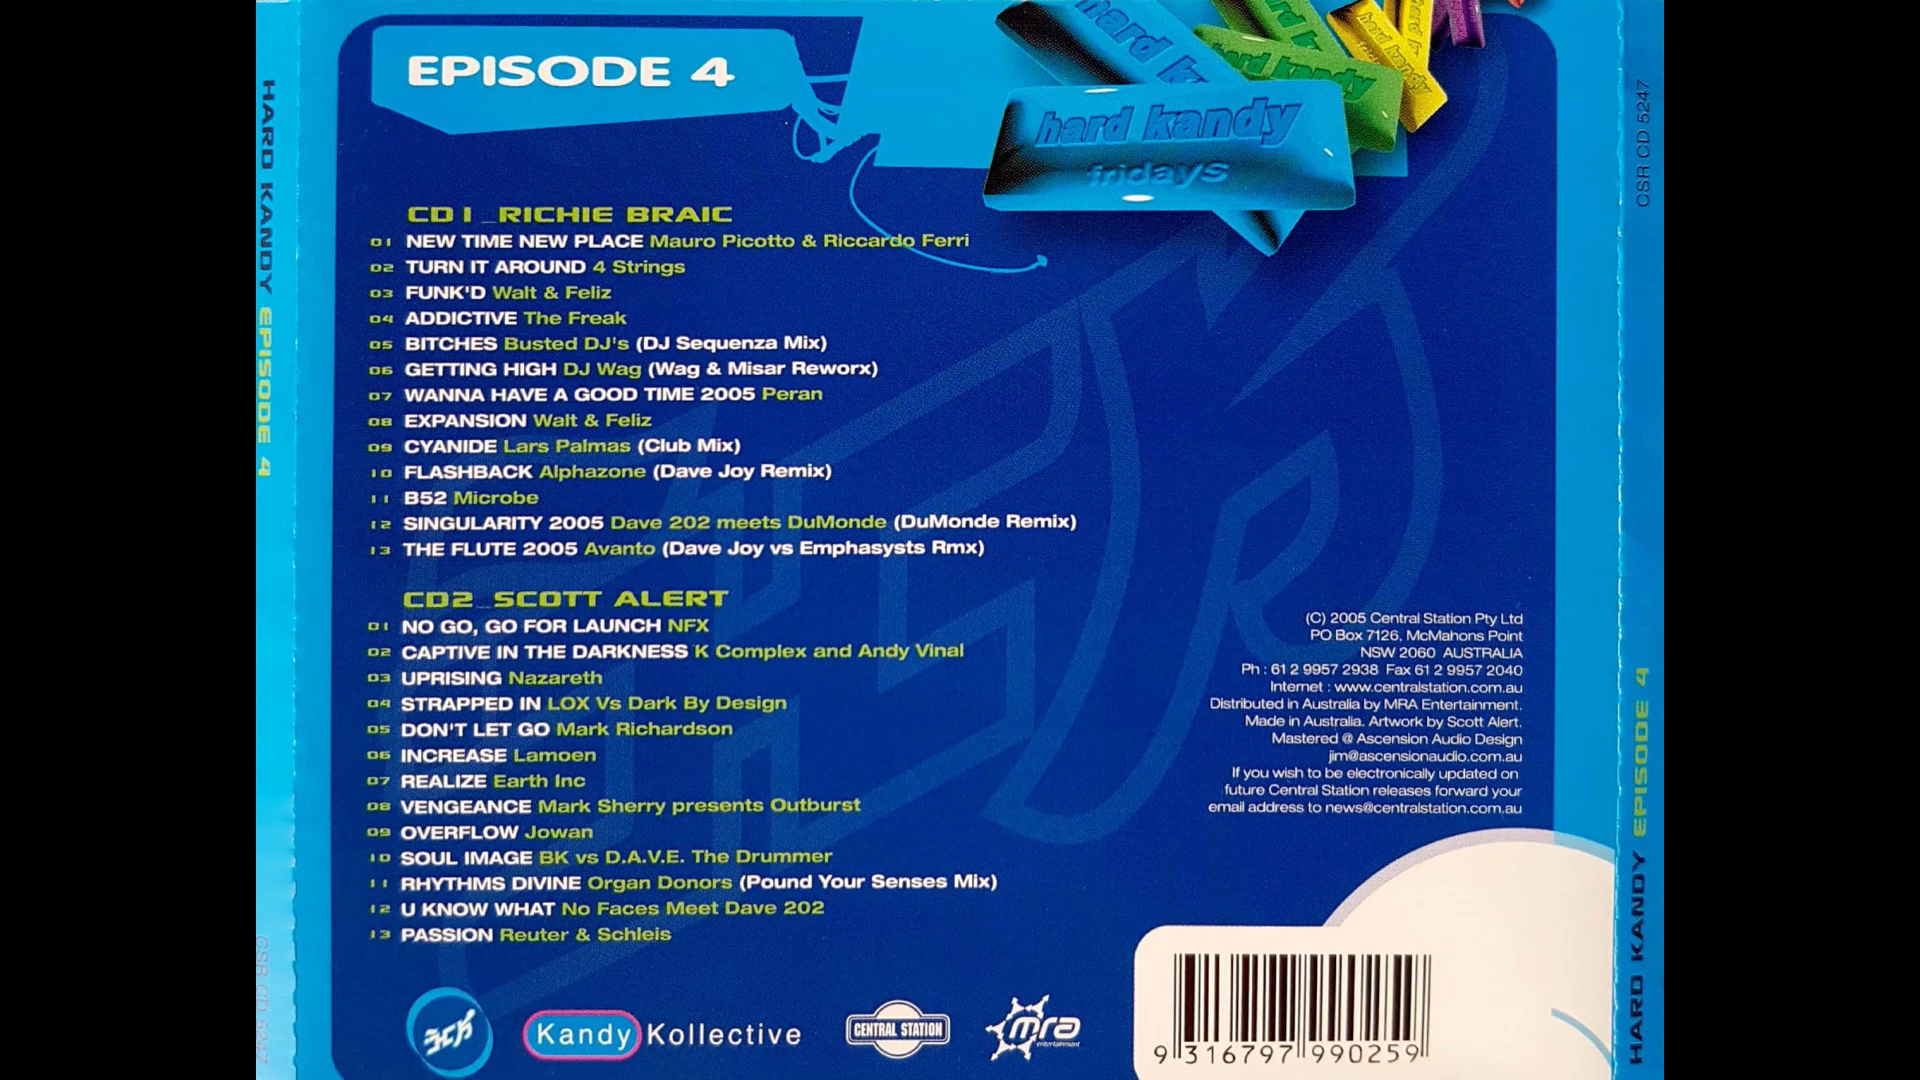 EPISODE 4
hard kandy
hard kandy
hard kandy
fridays
HARD KANDY EPISODE 4
CSR CD 5247
CD1_RICHIE BRAIC
01 NEW TIME NEW PLACE Mauro Picotto & Riccardo Ferri
02 TURN IT AROUND 4 Strings
03 FUNK'D Walt & Feliz
04 ADDICTIVE The Freak
05 BITCHES Busted DJ's (DJ Sequenza Mix)
06 GETTING HIGH DJ Wag (Wag & Misar Reworx)
07 WANNA HAVE A GOOD TIME 2005 Peran
08 EXPANSION Walt & Feliz
09 CYANIDE Lars Palmas (Club Mix)
10 FLASHBACK Alphazone (Dave Joy Remix)
11 B52 Microbe
12 SINGULARITY 2005 Dave 202 meets DuMonde (DuMonde Remix)
13 THE FLUTE 2005 Avanto (Dave Joy vs Emphasysts Rmx)
CD2_SCOTT ALERT
01 NO GO, GO FOR LAUNCH NFX
02 CAPTIVE IN THE DARKNESS K Complex and Andy Vinal
03 UPRISING Nazareth
04 STRAPPED IN LOX Vs Dark By Design
05 DON'T LET GO Mark Richardson
06 INCREASE Lamoen
07 REALIZE Earth Inc
08 VENGEANCE Mark Sherry presents Outburst
09 OVERFLOW Jowan
10 SOUL IMAGE BK vs D.A.V.E. The Drummer
11 RHYTHMS DIVINE Organ Donors (Pound Your Senses Mix)
12 U KNOW WHAT No Faces Meet Dave 202
13 PASSION Reuter & Schleis
(C) 2005 Central Station Pty Ltd
PO Box 7126, McMahons Point
NSW 2060 AUSTRALIA
Ph : 61 2 9957 2938 Fax 61 2 9957 2040
Internet : www.centralstation.com.au
Distributed in Australia by MRA Entertainment.
Made in Australia. Artwork by Scott Alert.
Mastered @ Ascension Audio Design
jim@ascensionaudio.com.au
If you wish to be electronically updated on
future Central Station releases forward your
email address to news@centralstation.com.au
HARD KANDY EPISODE 4
CSR CD 5247
Kandy Kollective
CENTRAL STATION
mra
entertainment
9 316797 990259